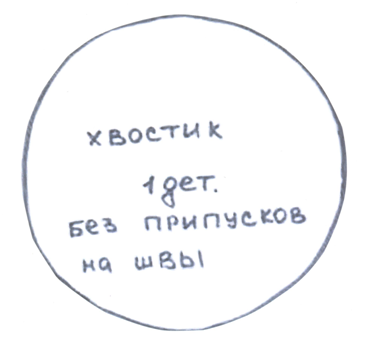 хвостик
1 дет.
без припусков
на швы